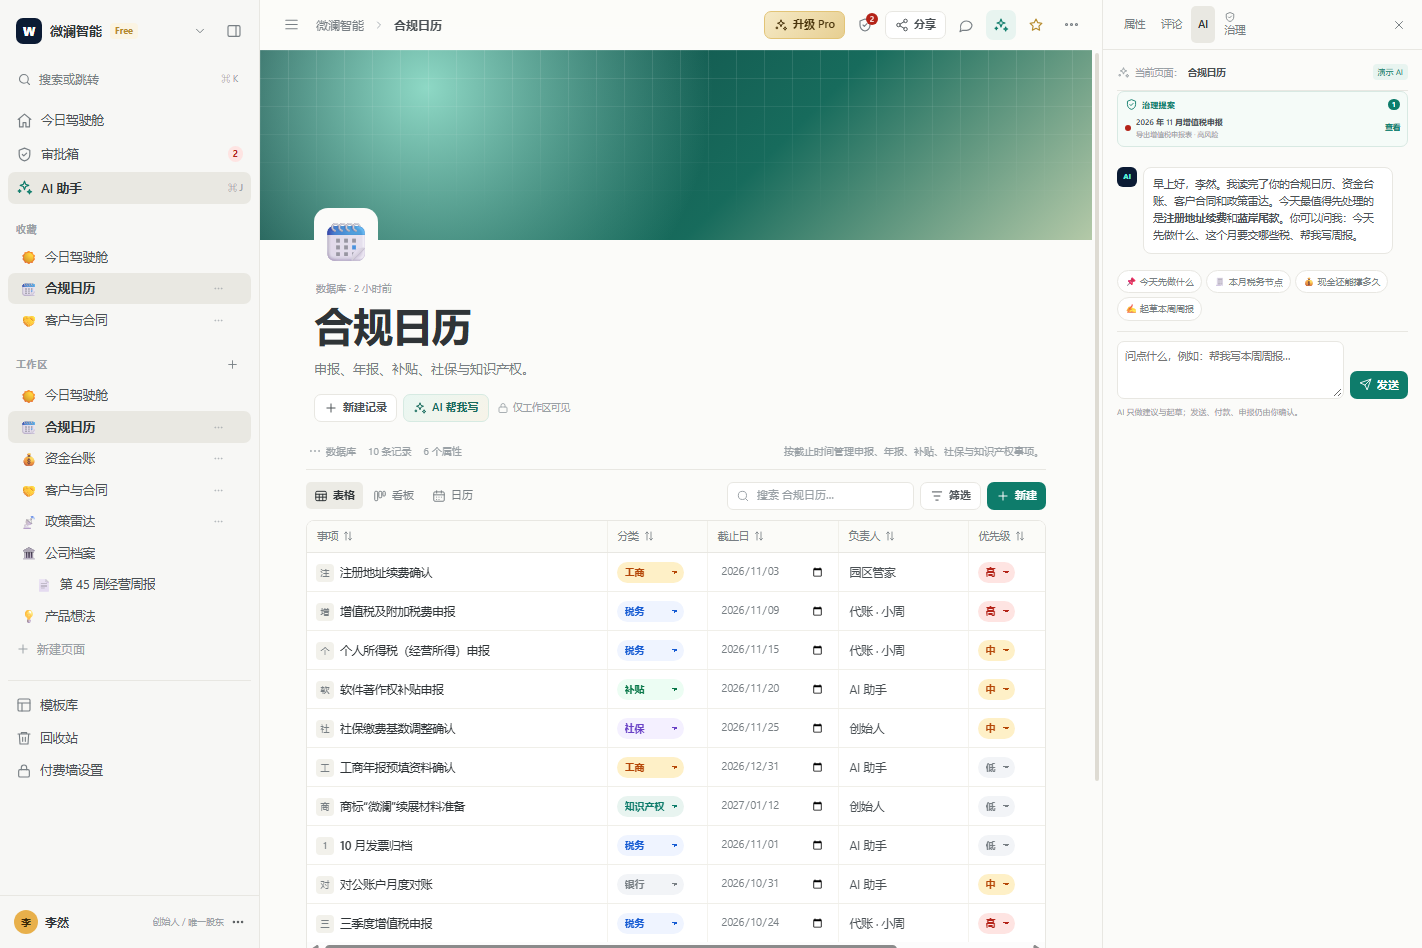 W 微澜智能 Free
搜索或跳转 ⌘K
今日驾驶舱
审批箱 2
AI 助手 ⌘J
收藏
今日驾驶舱
合规日历 ···
客户与合同 ···
工作区 +
今日驾驶舱
合规日历 ···
资金台账 ···
客户与合同 ···
政策雷达 ···
公司档案
第 45 周经营周报
产品想法
+ 新建页面
模板库
回收站
付费墙设置
李 李然 创始人 / 唯一股东 ···
微澜智能 > 合规日历
升级 Pro 2 分享 ···
数据库 · 2 小时前
合规日历
申报、年报、补贴、社保与知识产权。
+ 新建记录 AI 帮我写 仅工作区可见
··· 数据库 10 条记录 6 个属性 按截止时间管理申报、年报、补贴、社保与知识产权事项。
表格 看板 日历 搜索 合规日历... 筛选 + 新建
事项 分类 截止日 负责人 优先级
注 注册地址续费确认 工商 2026/11/03 园区管家 高
增 增值税及附加税费申报 税务 2026/11/09 代账 · 小周 高
个 个人所得税（经营所得）申报 税务 2026/11/15 代账 · 小周 中
软 软件著作权补贴申报 补贴 2026/11/20 AI 助手 中
社 社保缴费基数调整确认 社保 2026/11/25 创始人 中
工 工商年报预填资料确认 工商 2026/12/31 AI 助手 低
商 商标“微澜”续展材料准备 知识产权 2027/01/12 创始人 低
1 10 月发票归档 税务 2026/11/01 AI 助手 低
对 对公账户月度对账 银行 2026/10/31 AI 助手 中
三 三季度增值税申报 税务 2026/10/24 代账 · 小周 高
属性 评论 AI 治理
当前页面： 合规日历 演示 AI
治理提案 1
2026 年 11 月增值税申报
导出增值税申报表 · 高风险
查看
AI
早上好，李然。我读完了你的合规日历、资金台
账、客户合同和政策雷达。今天最值得先处理的
是注册地址续费和蓝岸尾款。你可以问我：今天
先做什么、这个月要交哪些税、帮我写周报。
今天先做什么 本月税务节点 现金还能撑多久
起草本周周报
问点什么，例如：帮我写本周周报...
发送
AI 只做建议与起草；发送、付款、申报仍由你确认。